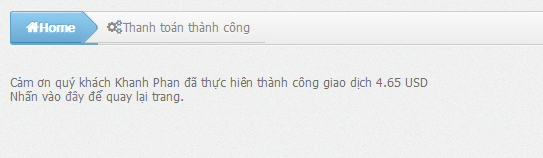 Home Thanh toán thành công
Cảm ơn quý khách Khanh Phan đã thực hiên thành công giao dịch 4.65 USD
Nhấn vào đây để quay lại trang.